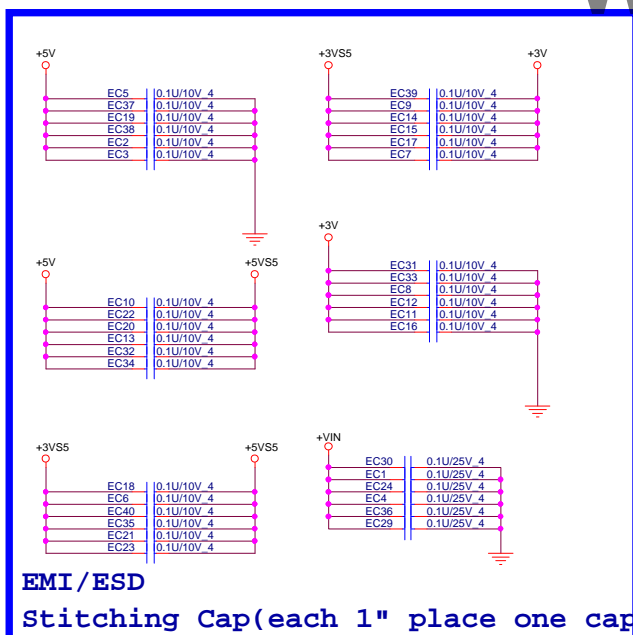 +5V
EC5 0.1U/10V_4
EC37 0.1U/10V_4
EC19 0.1U/10V_4
EC38 0.1U/10V_4
EC2 0.1U/10V_4
EC3 0.1U/10V_4
+3VS5 +3V
EC39 0.1U/10V_4
EC9 0.1U/10V_4
EC14 0.1U/10V_4
EC15 0.1U/10V_4
EC17 0.1U/10V_4
EC7 0.1U/10V_4
+5V +5VS5
EC10 0.1U/10V_4
EC22 0.1U/10V_4
EC20 0.1U/10V_4
EC13 0.1U/10V_4
EC32 0.1U/10V_4
EC34 0.1U/10V_4
+3V
EC31 0.1U/10V_4
EC33 0.1U/10V_4
EC8 0.1U/10V_4
EC12 0.1U/10V_4
EC11 0.1U/10V_4
EC16 0.1U/10V_4
+3VS5 +5VS5
EC18 0.1U/10V_4
EC6 0.1U/10V_4
EC40 0.1U/10V_4
EC35 0.1U/10V_4
EC21 0.1U/10V_4
EC23 0.1U/10V_4
+VIN
EC30 0.1U/25V_4
EC1 0.1U/25V_4
EC24 0.1U/25V_4
EC4 0.1U/25V_4
EC36 0.1U/25V_4
EC29 0.1U/25V_4
EMI/ESD
Stitching Cap(each 1" place one cap